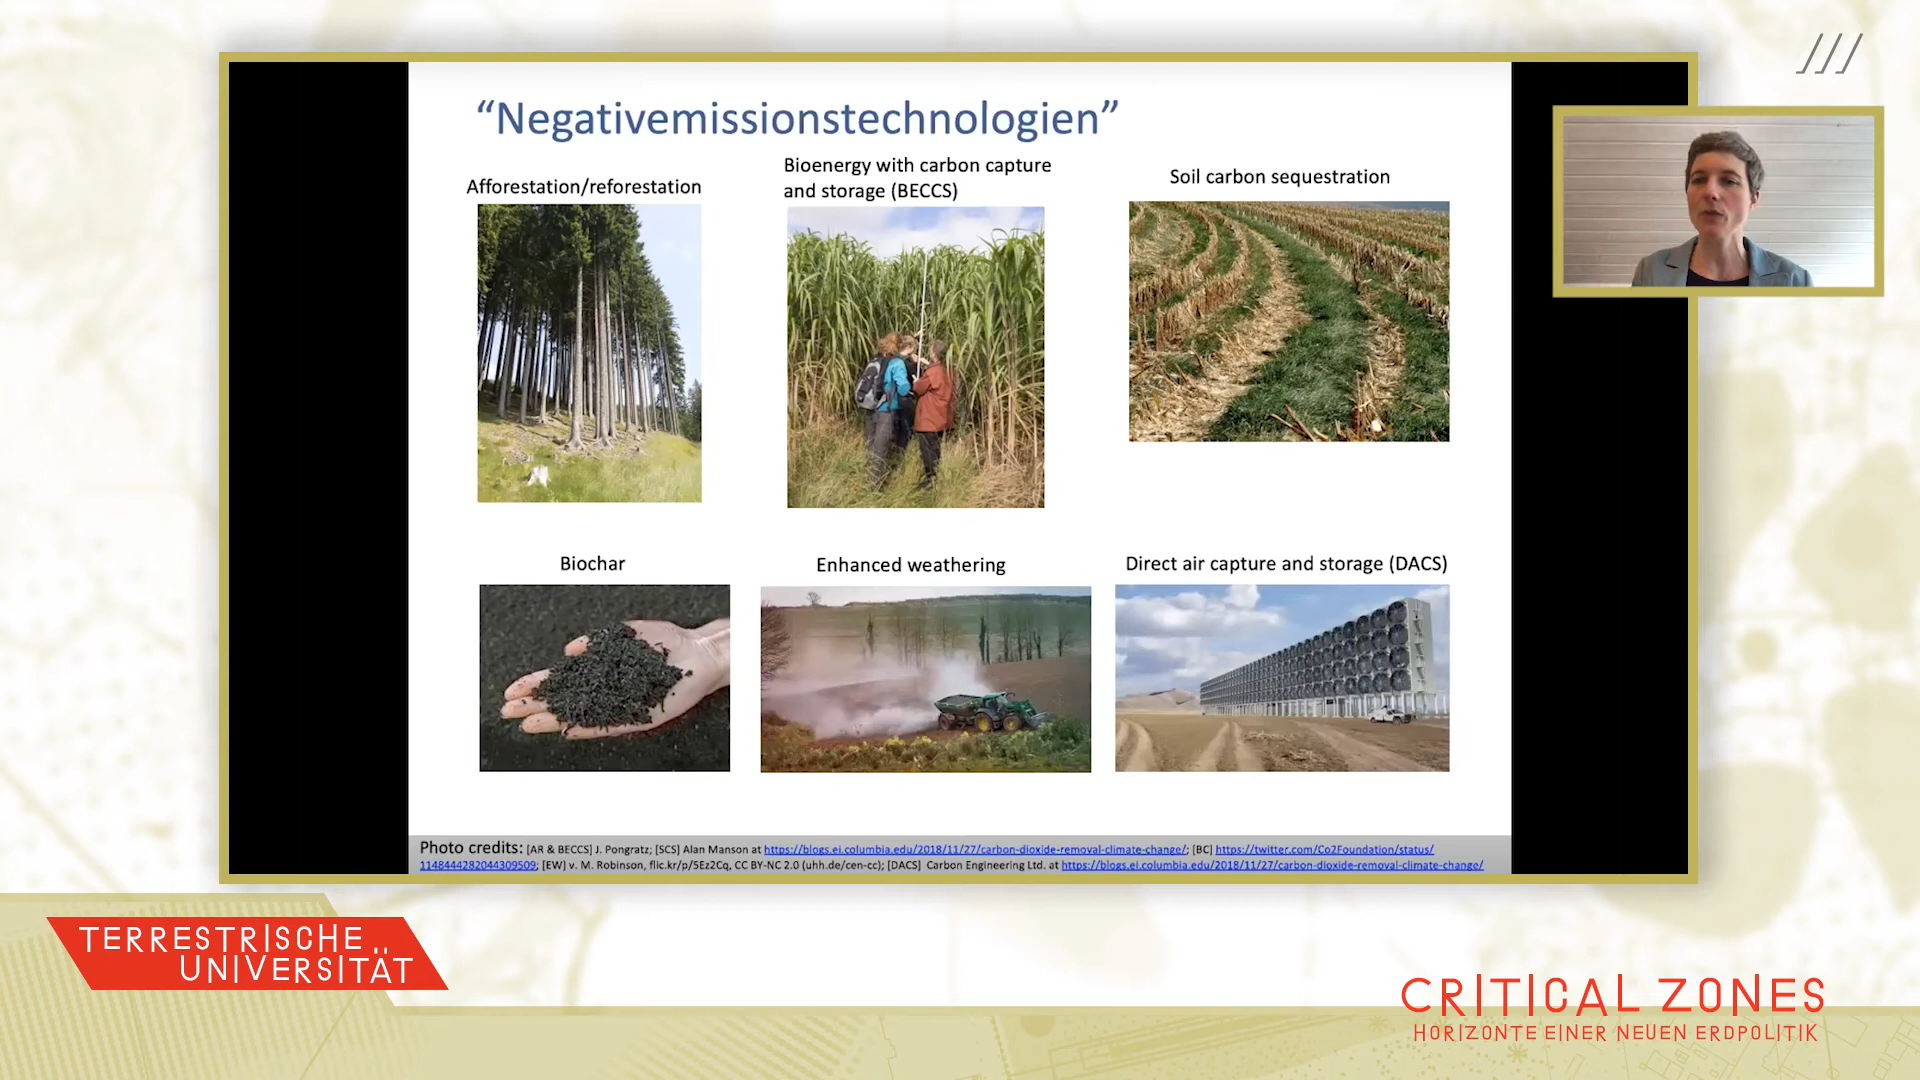 “Negativemissionstechnologien”
Afforestation/reforestation
Bioenergy with carbon capture
and storage (BECCS)
Soil carbon sequestration
Biochar
Enhanced weathering
Direct air capture and storage (DACS)
Photo credits: [AR & BECCS] J. Pongratz; [SCS] Alan Manson at https://blogs.ei.columbia.edu/2018/11/27/carbon-dioxide-removal-climate-change/; [BC] https://twitter.com/Co2Foundation/status/
1148444282044309509; [EW] v. M. Robinson, flic.kr/p/5Ez2Cq, CC BY-NC 2.0 (uhh.de/cen-cc); [DACS] Carbon Engineering Ltd. at https://blogs.ei.columbia.edu/2018/11/27/carbon-dioxide-removal-climate-change/
TERRESTRISCHE
UNIVERSITÄT
CRITICAL ZONES
HORIZONTE EINER NEUEN ERDPOLITIK